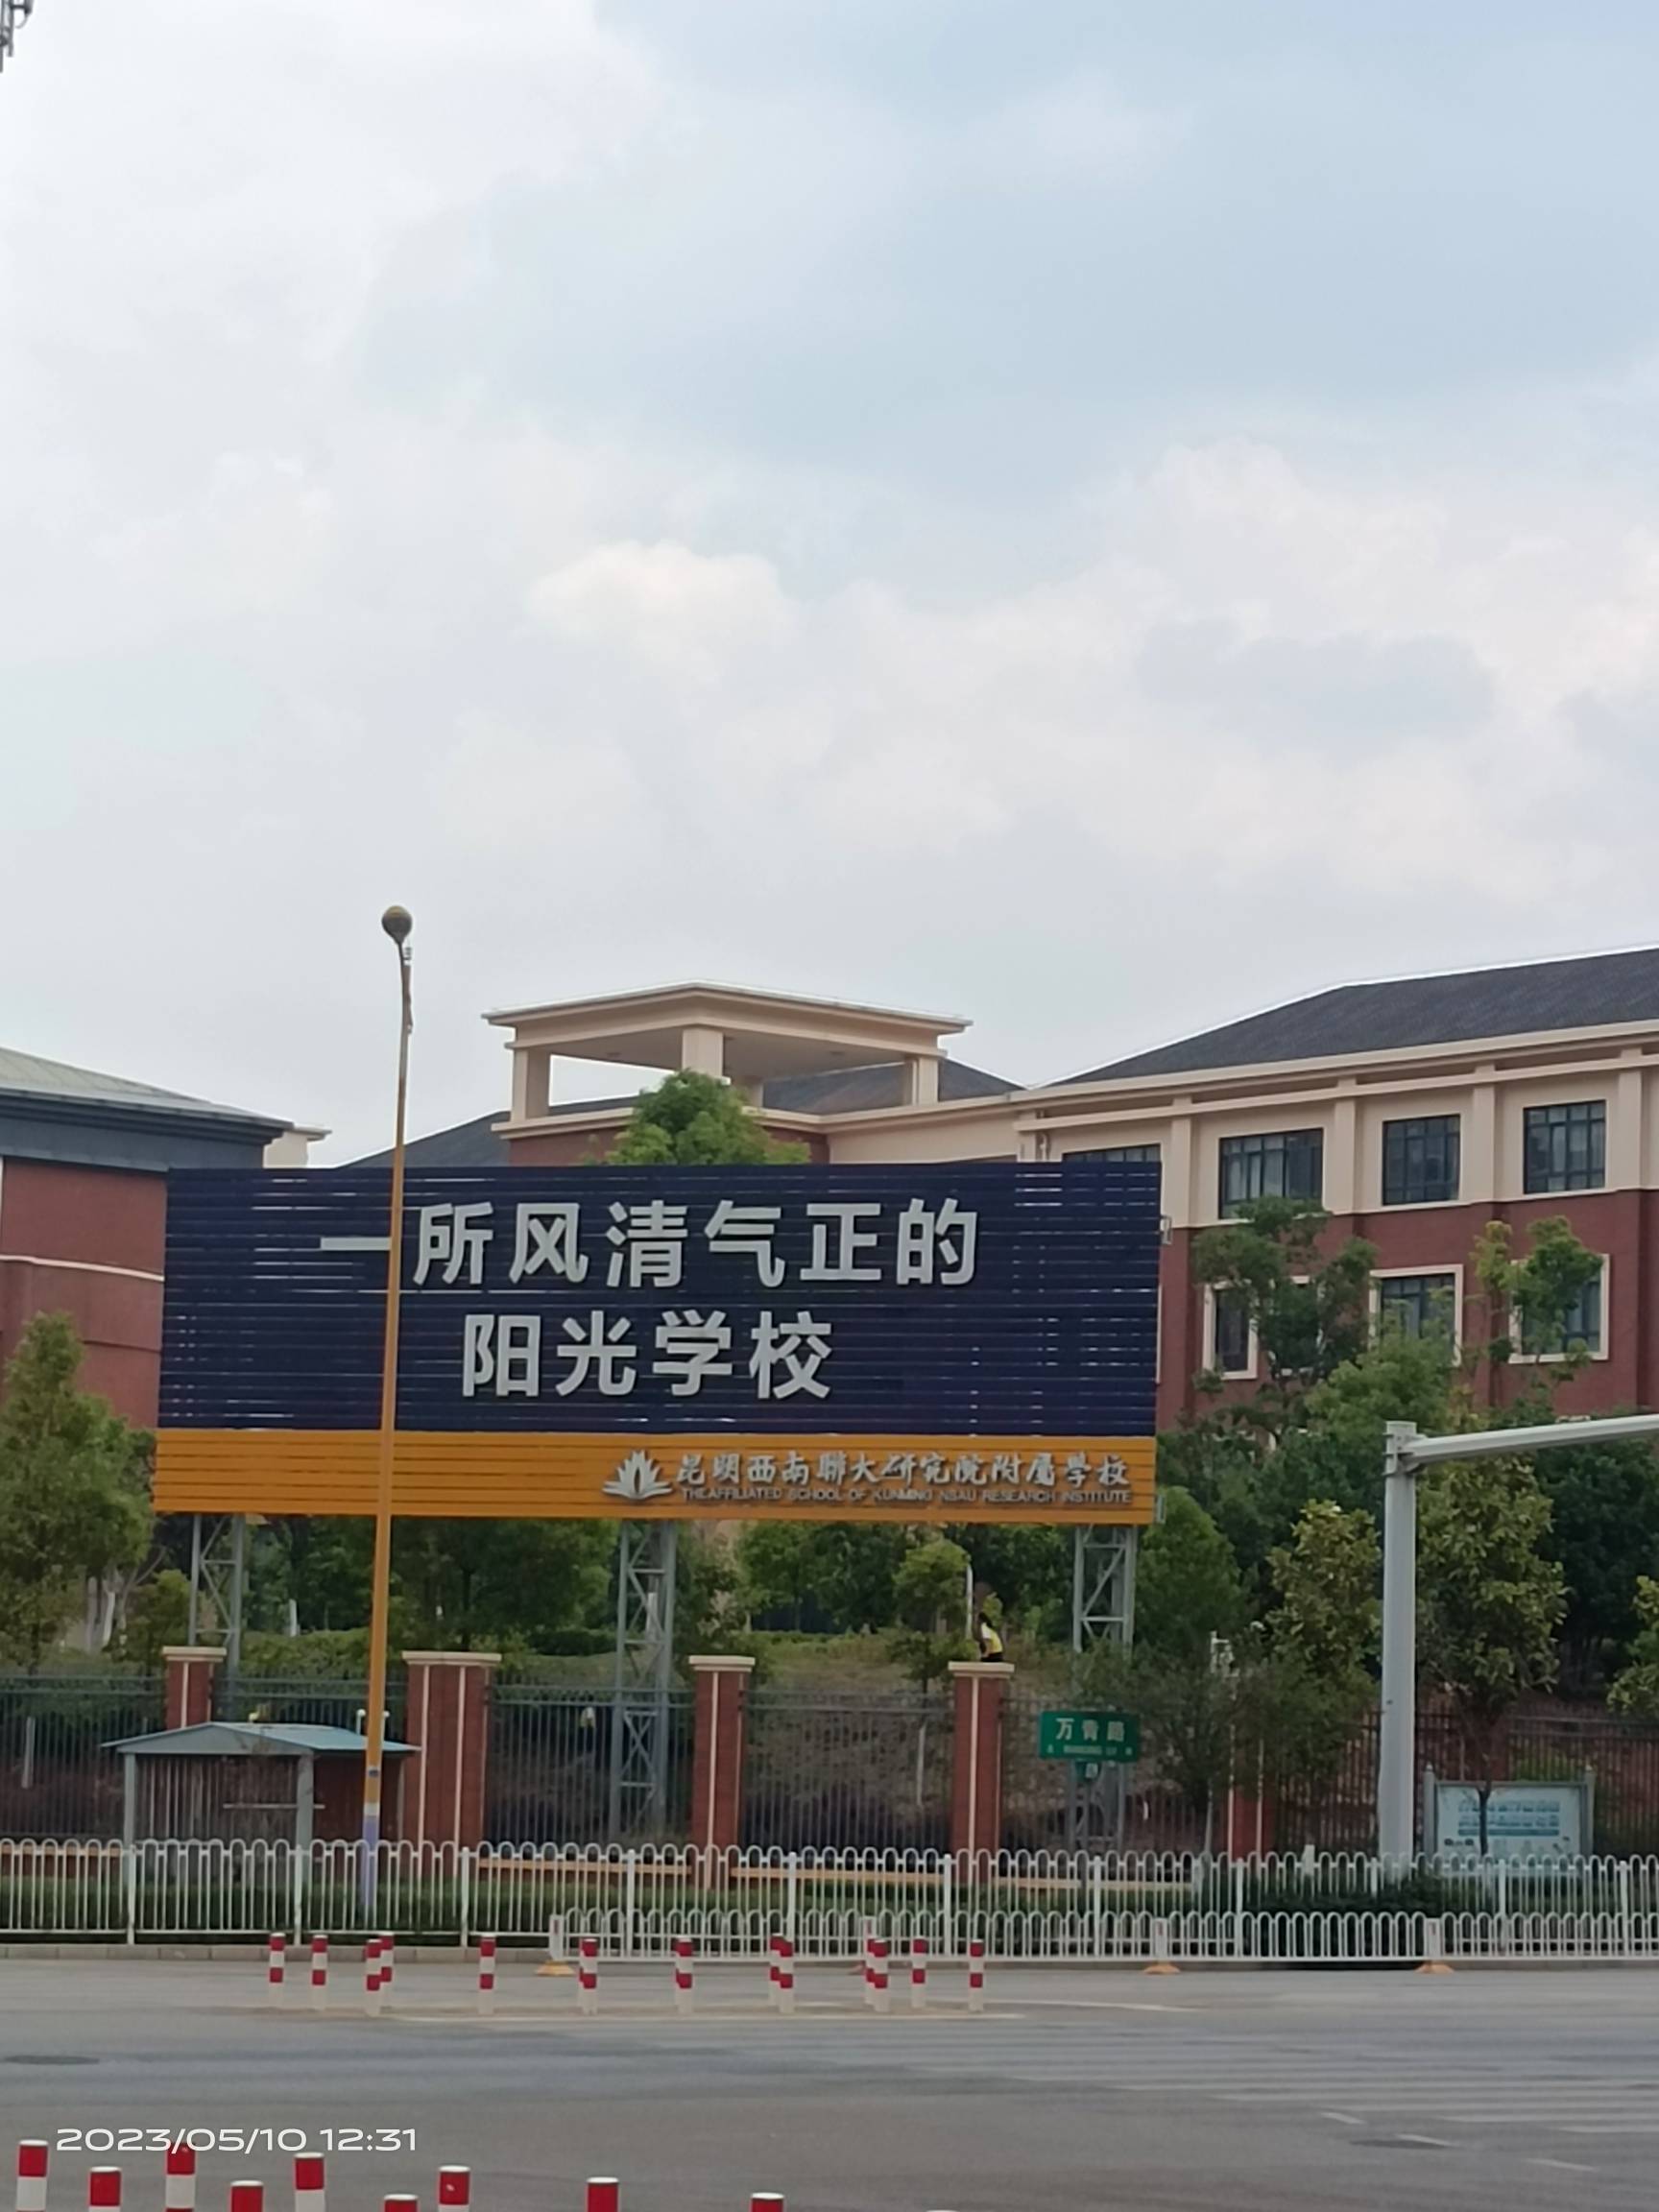 一所风清气正的
阳光学校
昆明西南聯大研究院附属学校
THE AFFILIATED SCHOOL OF KUNMING NSAU RESEARCH INSTITUTE
万青路
2023/05/10 12:31